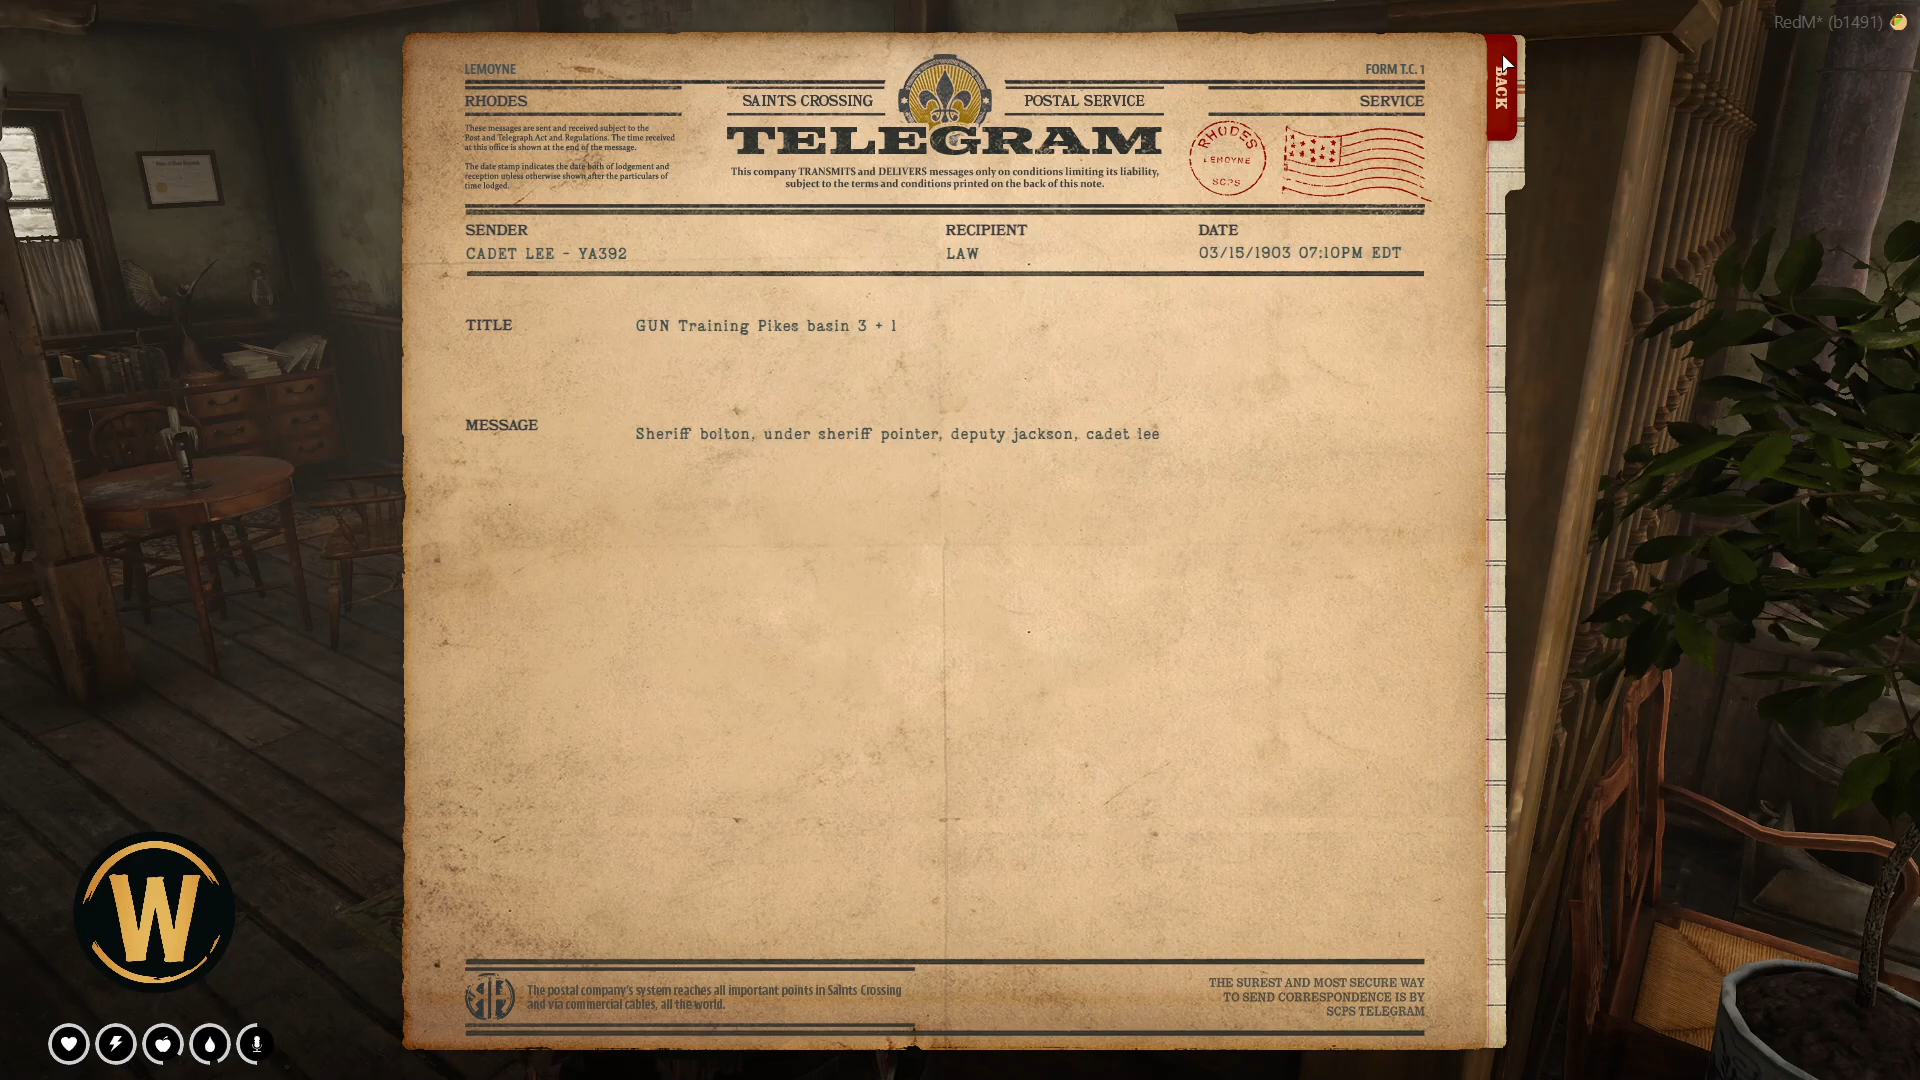 RedM* (b1491)
BACK
LEMOYNE
FORM T.C. 1
RHODES
SAINTS CROSSING
POSTAL SERVICE
SERVICE
TELEGRAM
These messages are sent and received subject to the
Post and Telegraph Act and Regulations. The time received
at this office is shown at the end of the message.
The date stamp indicates the date both of lodgement and
reception unless otherwise shown after the particulars of
time lodged.
This company TRANSMITS and DELIVERS messages only on conditions limiting its liability,
subject to the terms and conditions printed on the back of this note.
RHODES
LEMOYNE
SCPS
SENDER
RECIPIENT
DATE
CADET LEE - YA392
LAW
03/15/1903 07:10PM EDT
TITLE
GUN Training Pikes basin 3 + 1
MESSAGE
Sheriff bolton, under sheriff pointer, deputy jackson, cadet lee
W
The postal company's system reaches all important points in Saints Crossing
and via commercial cables, all the world.
THE SUREST AND MOST SECURE WAY
TO SEND CORRESPONDENCE IS BY
SCPS TELEGRAM